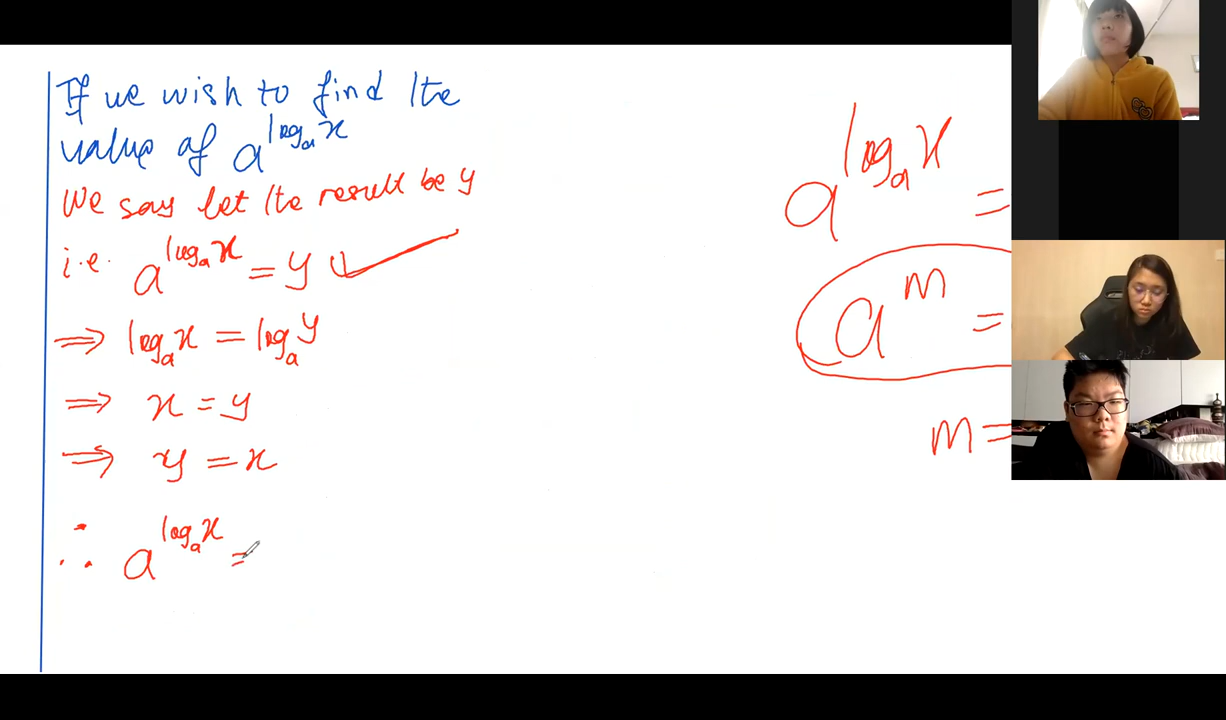 If we wish to find the
value of a^(log_a x)
We say let the result be y
i.e. a^(log_a x) = y ✓
⇒ log_a x = log_a y
⇒ x = y
⇒ y = x
∴ a^(log_a x) =
a^(log_a x) =
a^m =
m =